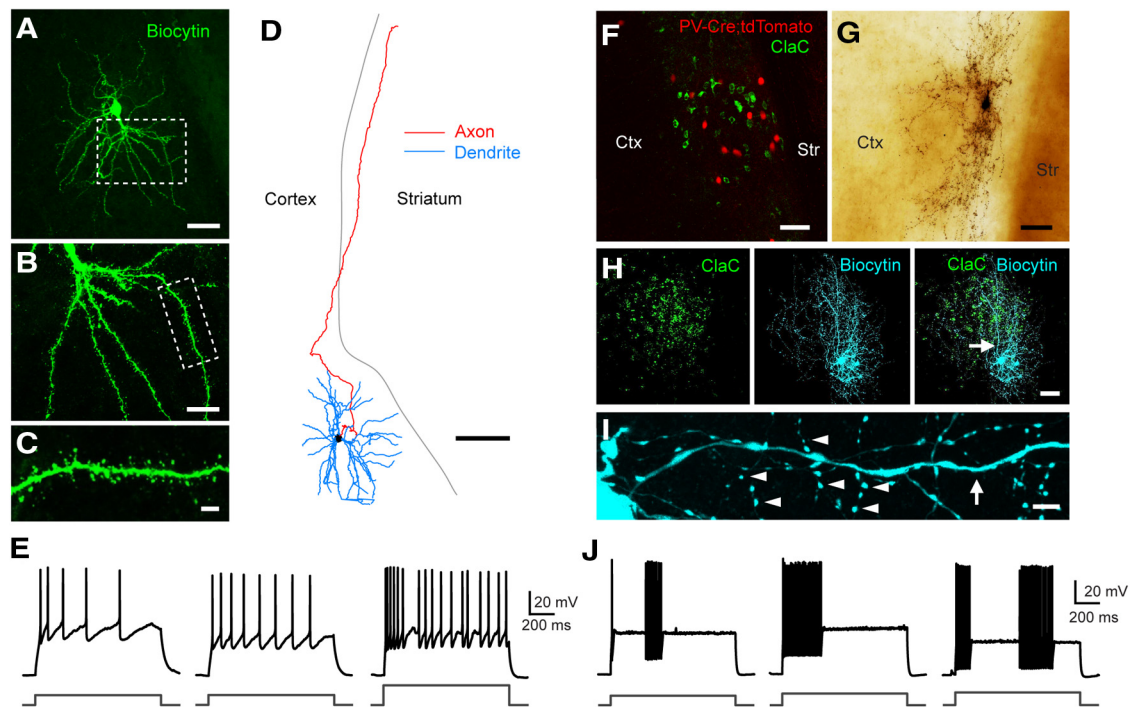 A
Biocytin
B
C
D
Axon
Dendrite
Cortex
Striatum
E
20 mV
200 ms
F
PV-Cre;tdTomato
ClaC
Ctx
Str
G
Ctx
Str
H
ClaC
Biocytin
ClaC Biocytin
I
J
20 mV
200 ms